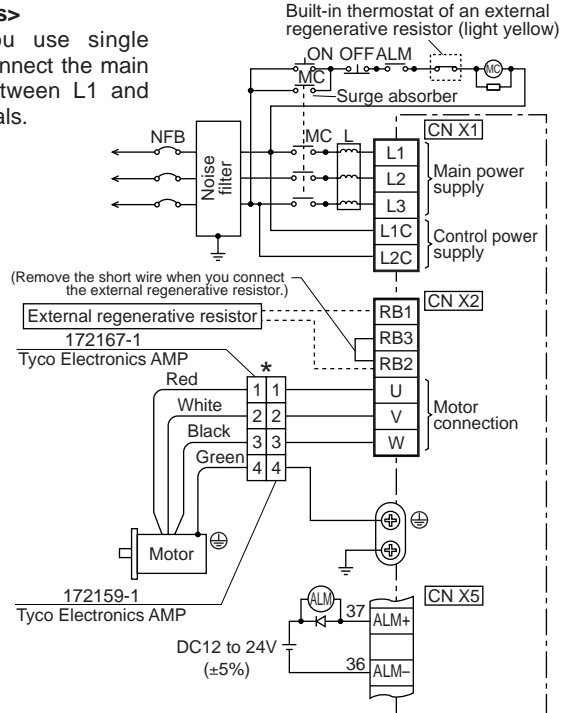 s>
ou use single
nnect the main
tween L1 and
als.
Built-in thermostat of an external
regenerative resistor (light yellow)
ON OFF ALM
MC
MC
Surge absorber
CN X1
NFB
Noise
filter
MC L
L1
L2
L3
L1C
L2C
Main power
supply
Control power
supply
(Remove the short wire when you connect
the external regenerative resistor.)
External regenerative resistor
CN X2
RB1
RB3
RB2
U
V
W
Motor
connection
172167-1
Tyco Electronics AMP
*
Red
White
Black
Green
1 1
2 2
3 3
4 4
Motor
172159-1
Tyco Electronics AMP
CN X5
ALM
37
ALM+
DC12 to 24V
(±5%)
36
ALM–